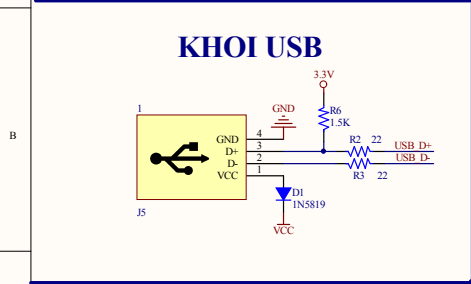 KHOI USB
3.3V
1
GND
R6
1.5K
B
GND 4
D+ 3
R2 22
USB D+
D- 2
USB D-
VCC 1
R3 22
D1
1N5819
J5
VCC